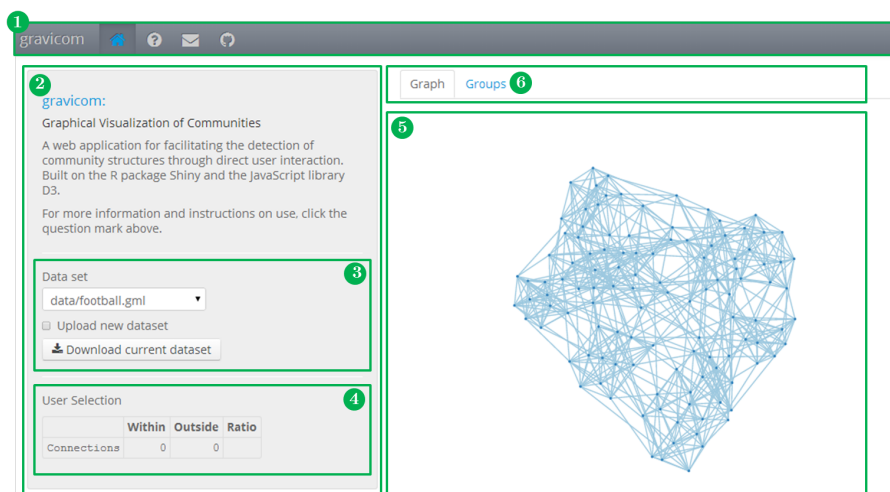 1
gravicom
2
gravicom:
Graphical Visualization of Communities
A web application for facilitating the detection of
community structures through direct user interaction.
Built on the R package Shiny and the JavaScript library
D3.
For more information and instructions on use, click the
question mark above.
3
Data set
data/football.gml
Upload new dataset
Download current dataset
4
User Selection
Within Outside Ratio
Connections 0 0
Graph Groups 6
5